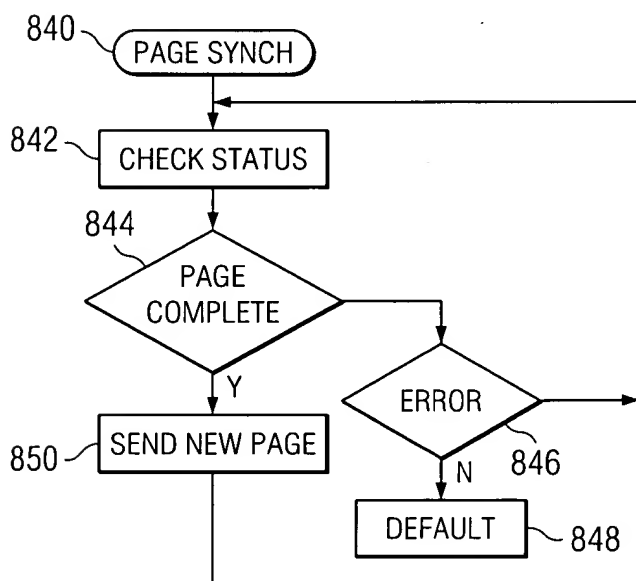 840
PAGE SYNCH
842
CHECK STATUS
844
PAGE
COMPLETE
Y
ERROR
846
N
850
SEND NEW PAGE
DEFAULT
848